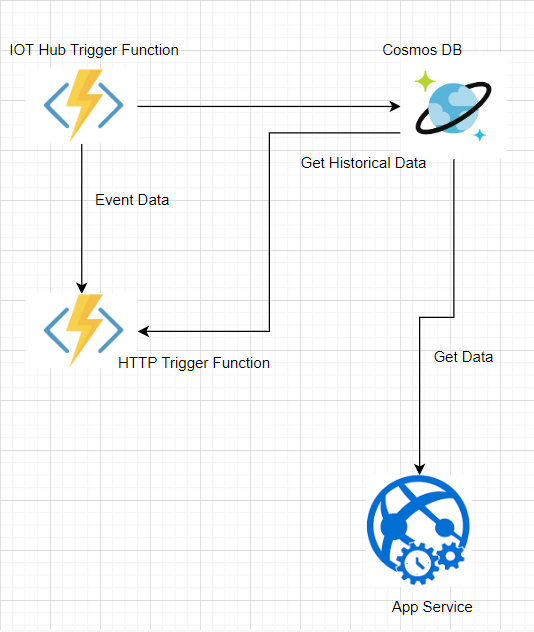 IOT Hub Trigger Function
Cosmos DB
Get Historical Data
Event Data
HTTP Trigger Function
Get Data
App Service